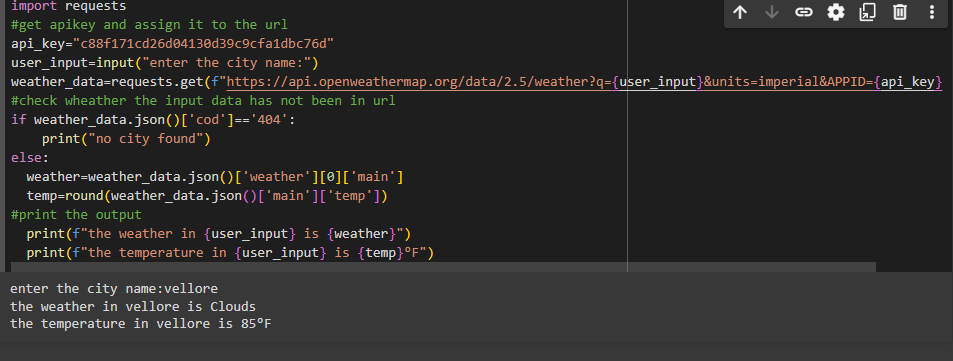 import requests
#get apikey and assign it to the url
api_key="c88f171cd26d04130d39c9cfa1dbc76d"
user_input=input("enter the city name:")
weather_data=requests.get(f"https://api.openweathermap.org/data/2.5/weather?q={user_input}&units=imperial&APPID={api_key}
#check wheather the input data has not been in url
if weather_data.json()['cod']=='404':
    print("no city found")
else:
  weather=weather_data.json()['weather'][0]['main']
  temp=round(weather_data.json()['main']['temp'])
#print the output
  print(f"the weather in {user_input} is {weather}")
  print(f"the temperature in {user_input} is {temp}ºF")
enter the city name:vellore
the weather in vellore is Clouds
the temperature in vellore is 85ºF